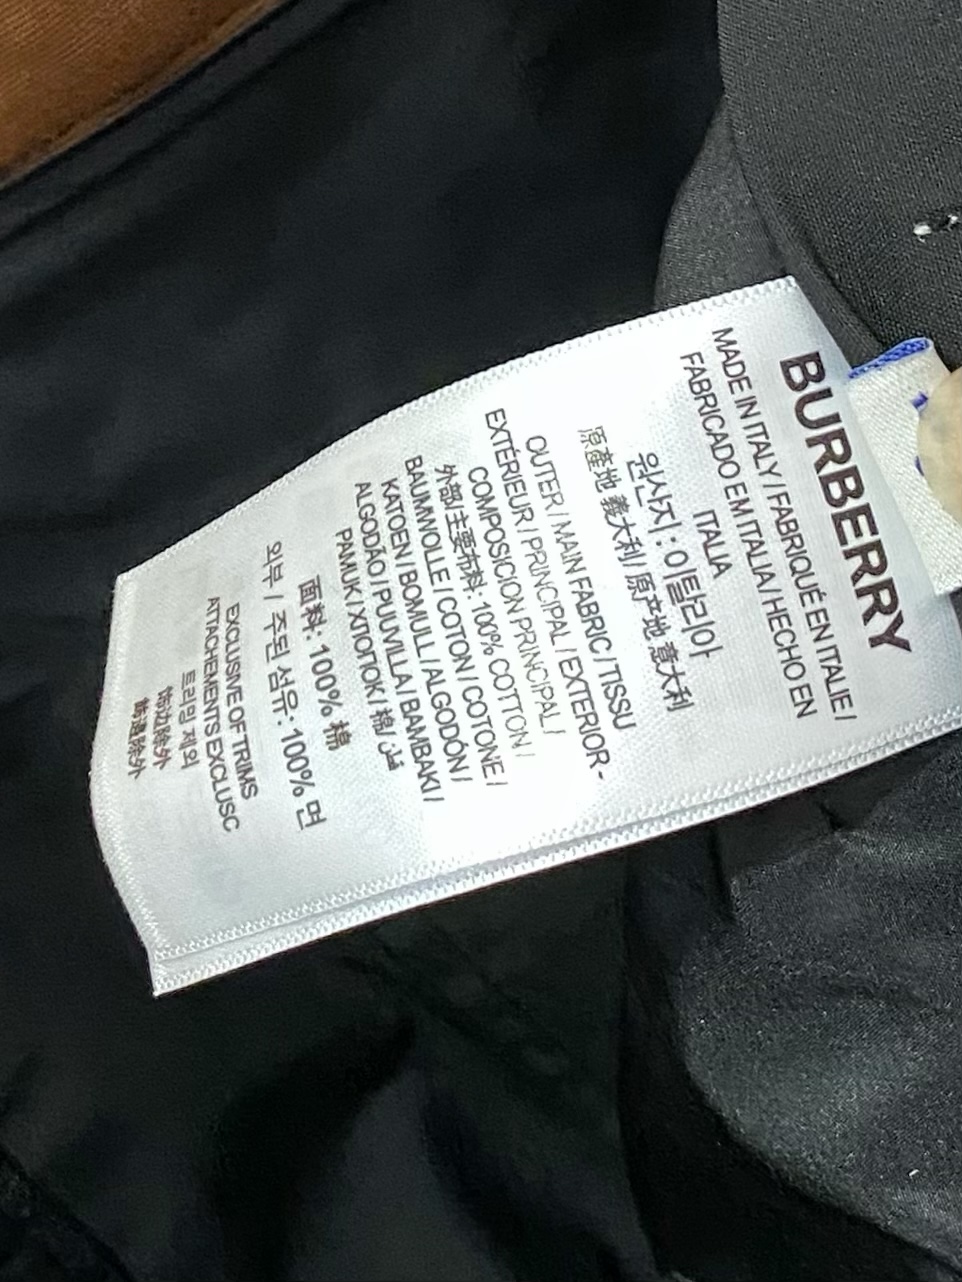 BURBERRY
MADE IN ITALY / FABRIQUÉ EN ITALIE /
FABRICADO EM ITALIA / HECHO EN
ITALIA
원산지 : 이탈리아
原產地 義大利/ 原产地 意大利
OUTER / MAIN FABRIC / TISSU
EXTÉRIEUR / PRINCIPAL / EXTERIOR-
COMPOSICION PRINCIPAL /
外部主要布料: 100% COTTON /
BAUMWOLLE / COTON / COTONE /
KATOEN / BOMULL / ALGODÓN /
ALGODÃO / PUUVILLA / BAMBAKI /
PAMUK / ХЛОПОК / 棉/ قطن
面料: 100% 棉
외부 / 주된 섬유: 100% 면
EXCLUSIVE OF TRIMS
ATTACHEMENTS EXCLUSC
트리밍 제외
饰边除外
飾邊除外